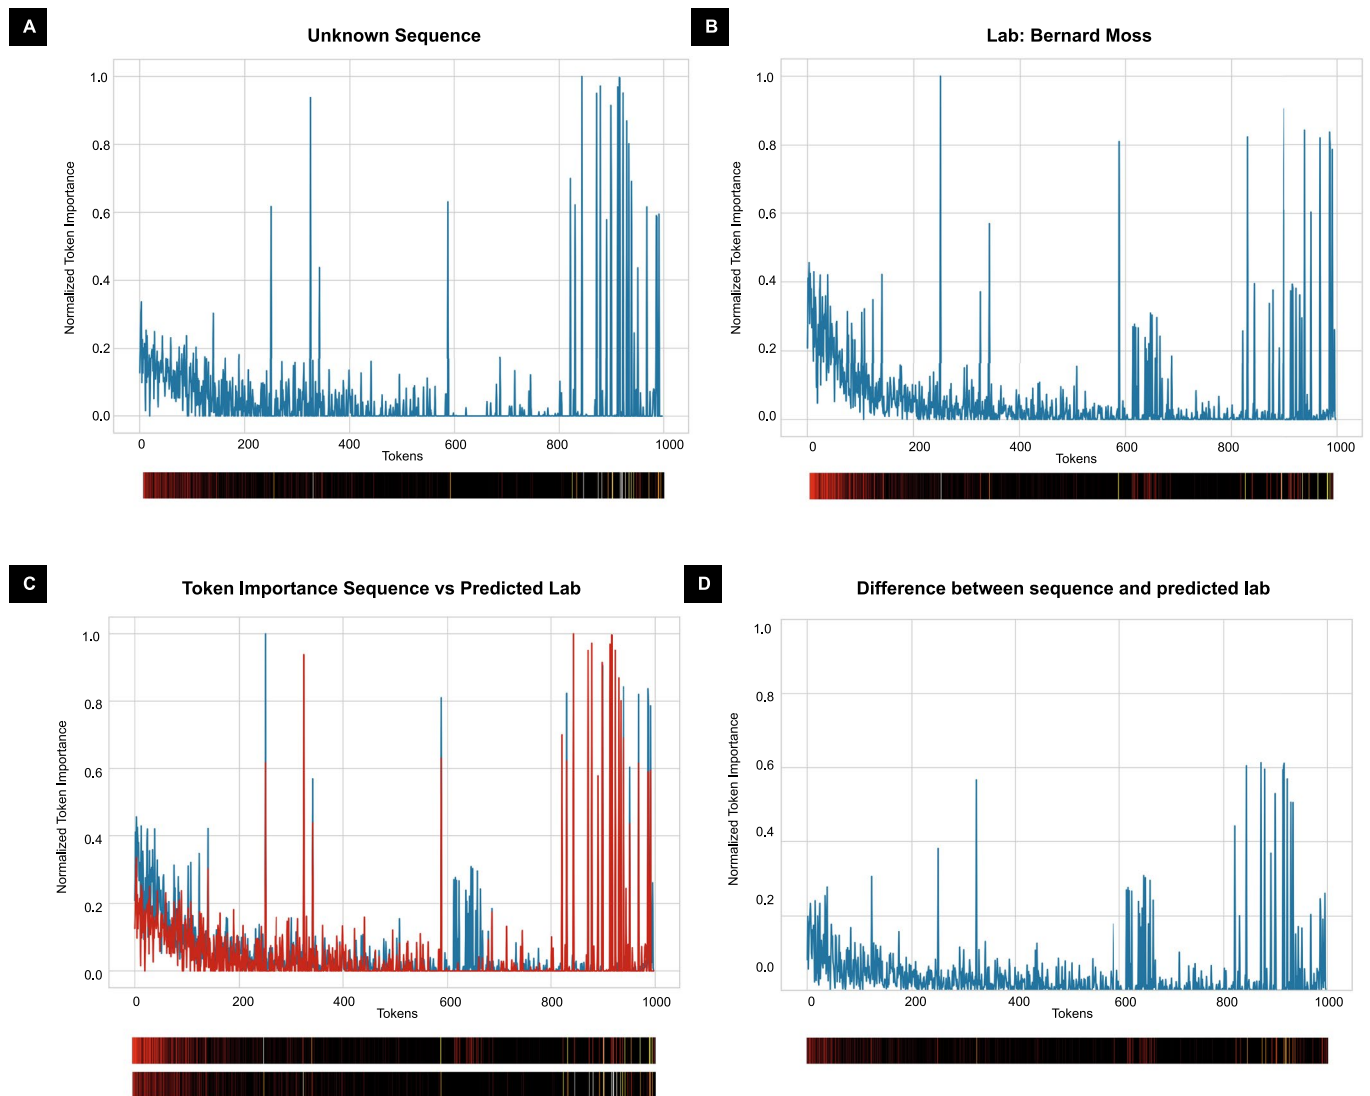 A
Unknown Sequence
Normalized Token Importance
1.0
0.8
0.6
0.4
0.2
0.0
0 200 400 600 800 1000
Tokens
B
Lab: Bernard Moss
Normalized Token Importance
1.0
0.8
0.6
0.4
0.2
0.0
0 200 400 600 800 1000
Tokens
C
Token Importance Sequence vs Predicted Lab
Normalized Token Importance
1.0
0.8
0.6
0.4
0.2
0.0
0 200 400 600 800 1000
Tokens
D
Difference between sequence and predicted lab
Normalized Token Importance
1.0
0.8
0.6
0.4
0.2
0.0
0 200 400 600 800 1000
Tokens